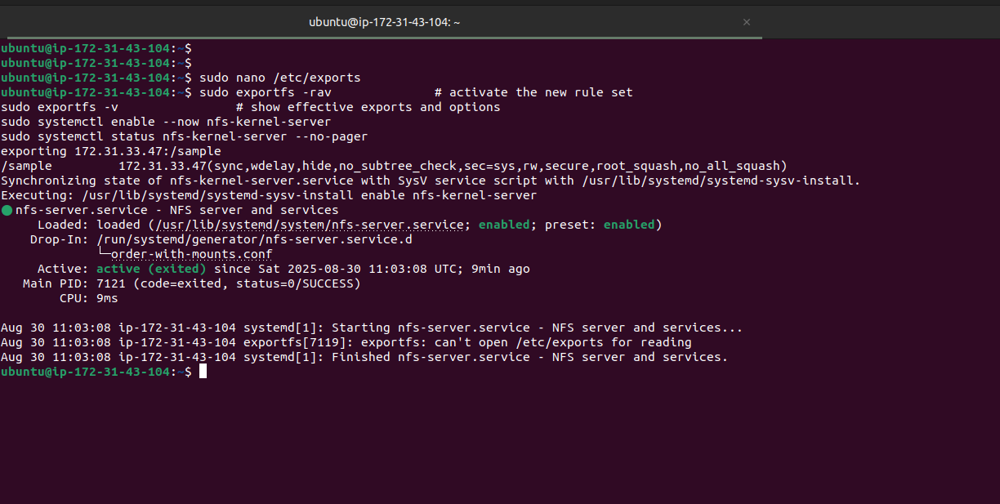 ubuntu@ip-172-31-43-104: ~ ×
ubuntu@ip-172-31-43-104:~$
ubuntu@ip-172-31-43-104:~$
ubuntu@ip-172-31-43-104:~$ sudo nano /etc/exports
ubuntu@ip-172-31-43-104:~$ sudo exportfs -rav              # activate the new rule set
sudo exportfs -v                # show effective exports and options
sudo systemctl enable --now nfs-kernel-server
sudo systemctl status nfs-kernel-server --no-pager
exporting 172.31.33.47:/sample
/sample         172.31.33.47(sync,wdelay,hide,no_subtree_check,sec=sys,rw,secure,root_squash,no_all_squash)
Synchronizing state of nfs-kernel-server.service with SysV service script with /usr/lib/systemd/systemd-sysv-install.
Executing: /usr/lib/systemd/systemd-sysv-install enable nfs-kernel-server
● nfs-server.service - NFS server and services
     Loaded: loaded (/usr/lib/systemd/system/nfs-server.service; enabled; preset: enabled)
    Drop-In: /run/systemd/generator/nfs-server.service.d
             └─order-with-mounts.conf
     Active: active (exited) since Sat 2025-08-30 11:03:08 UTC; 9min ago
   Main PID: 7121 (code=exited, status=0/SUCCESS)
        CPU: 9ms

Aug 30 11:03:08 ip-172-31-43-104 systemd[1]: Starting nfs-server.service - NFS server and services...
Aug 30 11:03:08 ip-172-31-43-104 exportfs[7119]: exportfs: can't open /etc/exports for reading
Aug 30 11:03:08 ip-172-31-43-104 systemd[1]: Finished nfs-server.service - NFS server and services.
ubuntu@ip-172-31-43-104:~$